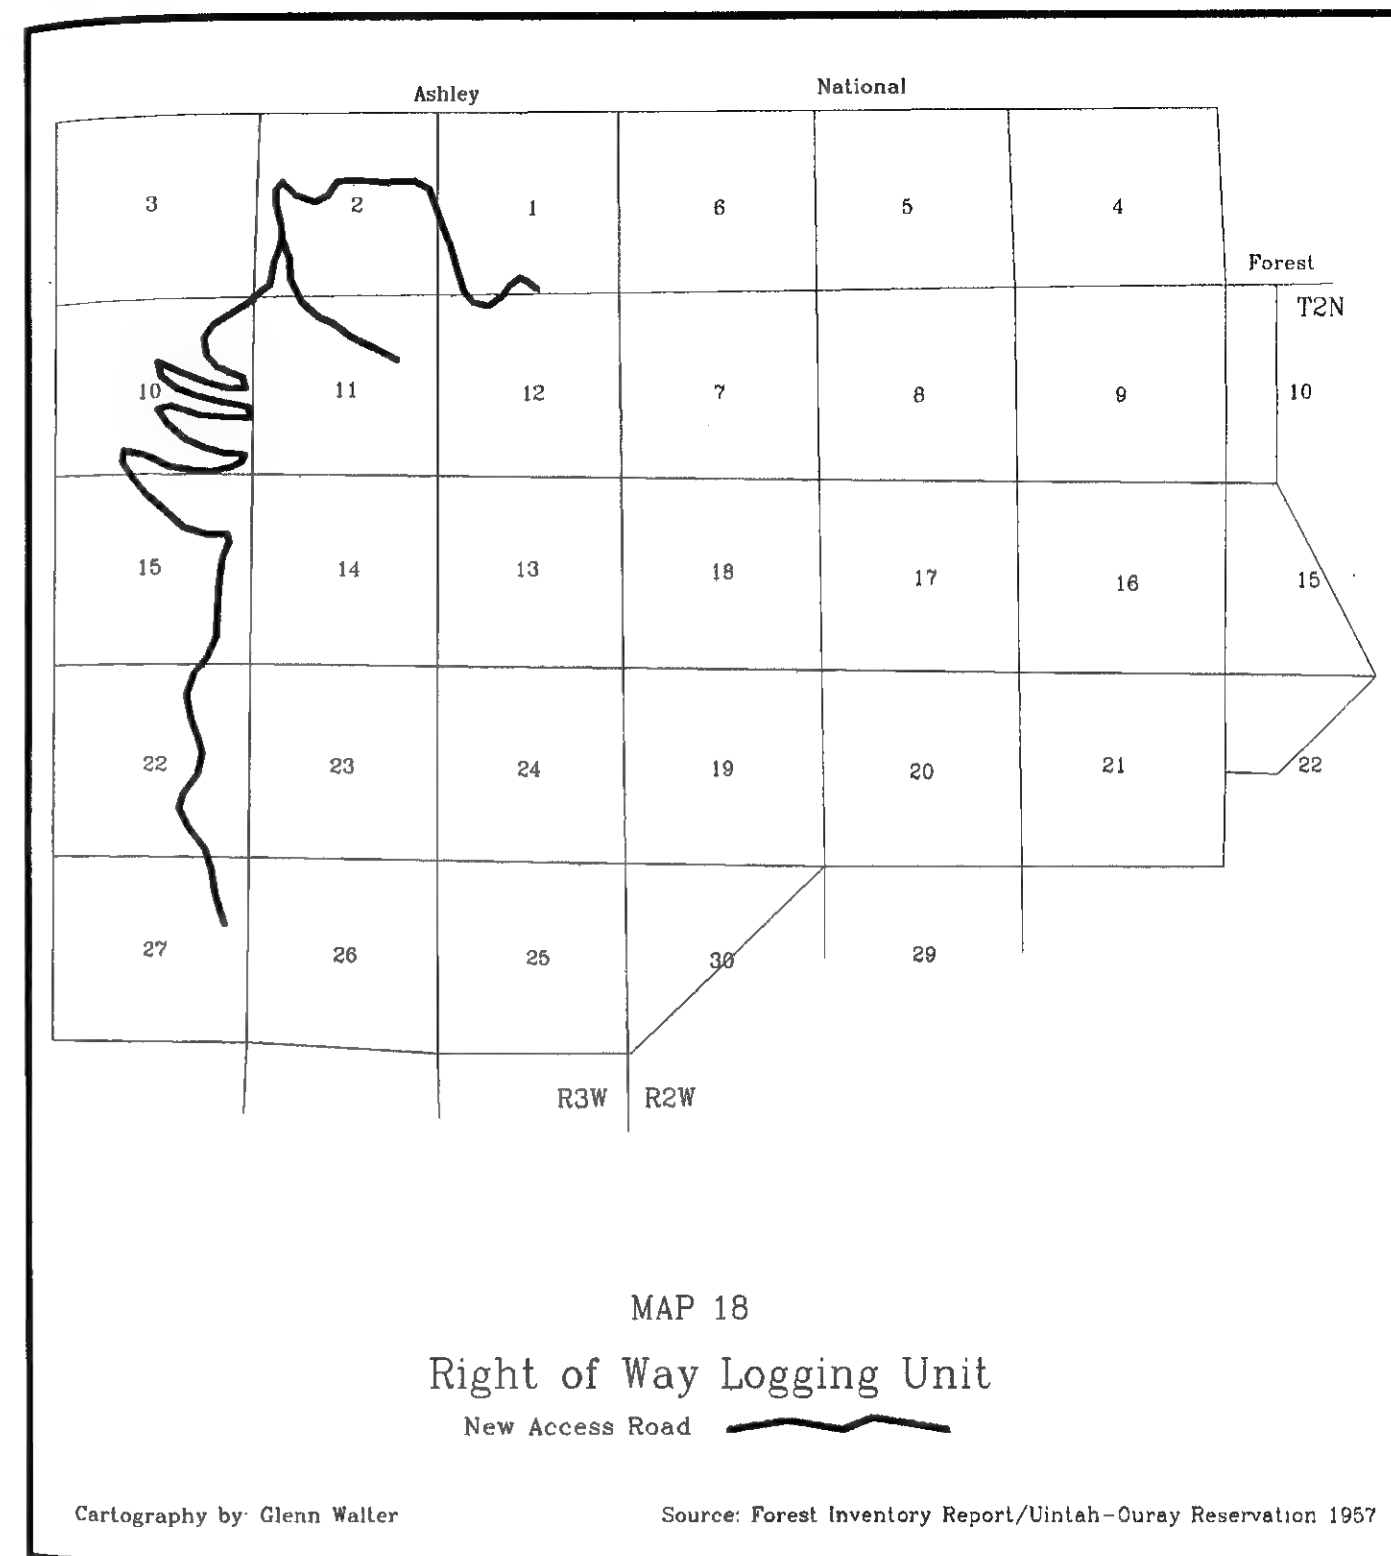 Ashley National
3 2 1 6 5 4
Forest
T2N
10 11 12 7 8 9 10
15 14 13 18 17 16 15
22 23 24 19 20 21 22
27 26 25 30 29
R3W R2W
MAP 18
Right of Way Logging Unit
New Access Road
Cartography by Glenn Walter
Source: Forest Inventory Report/Uintah-Ouray Reservation 1957